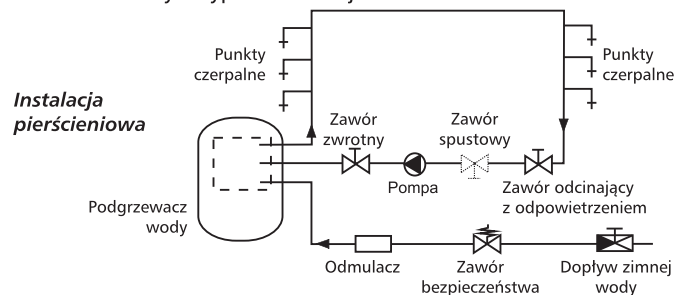 Punkty
czerpalne
Punkty
czerpalne
Instalacja
pierścieniowa
Zawór
zwrotny
Zawór
spustowy
Pompa
Zawór odcinający
z odpowietrzeniem
Podgrzewacz
wody
Odmulacz
Zawór
bezpieczeństwa
Dopływ zimnej
wody